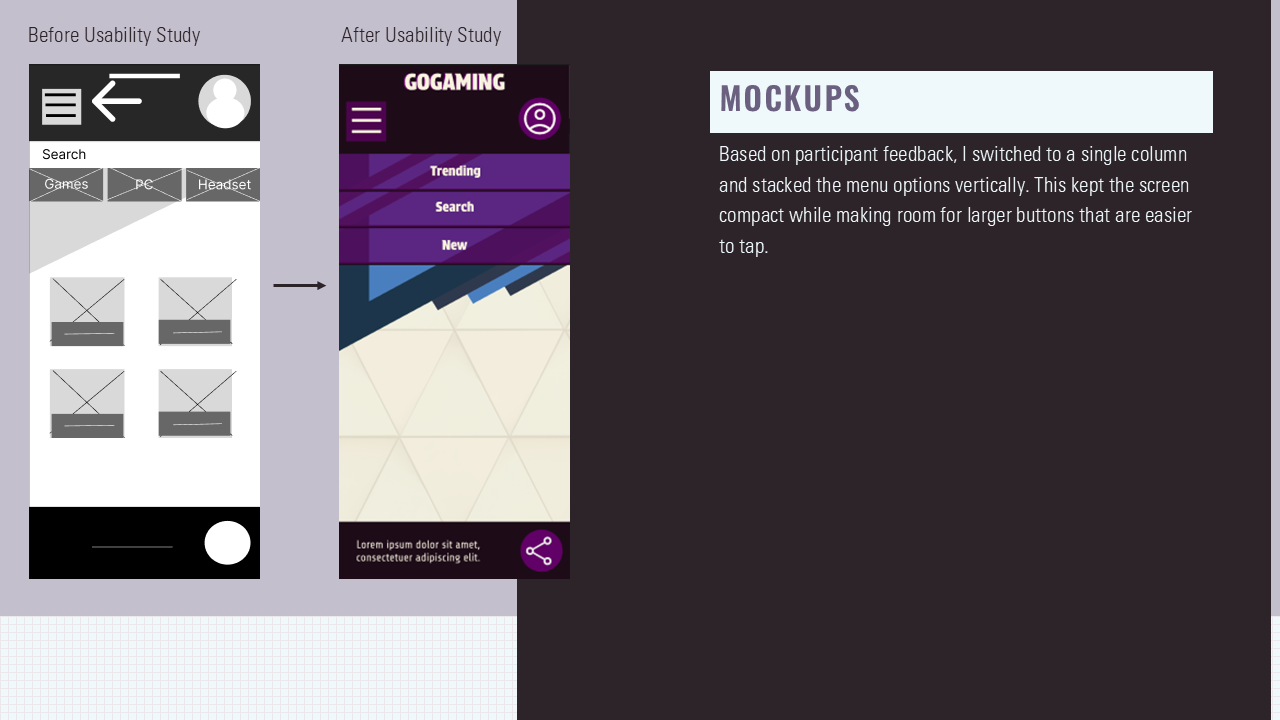 Before Usability Study
After Usability Study
Search
Games
PC
Headset
GOGAMING
Trending
Search
New
Lorem ipsum dolor sit amet,
consectetuer adipiscing elit.
MOCKUPS
Based on participant feedback, I switched to a single column
and stacked the menu options vertically. This kept the screen
compact while making room for larger buttons that are easier
to tap.